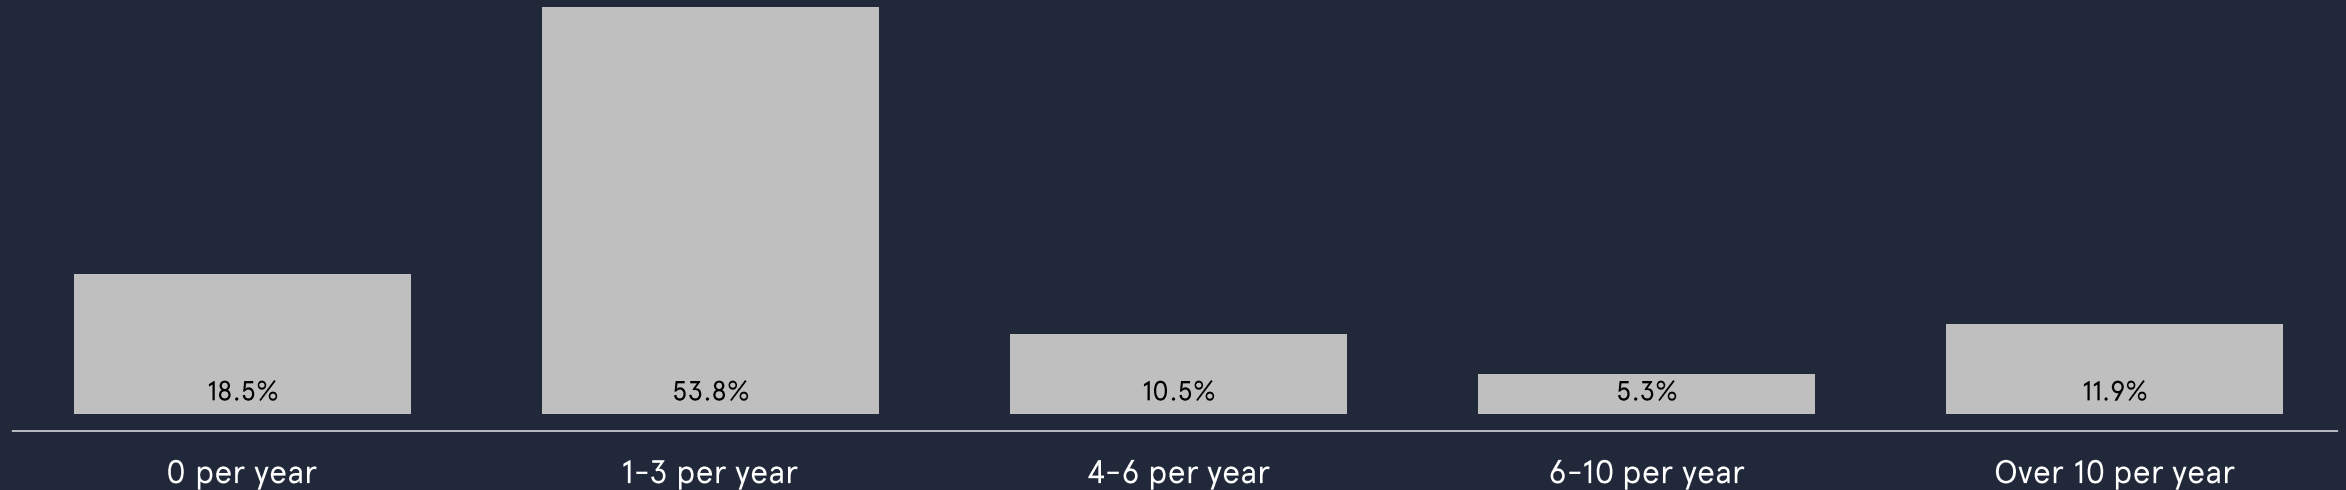 18.5%
53.8%
10.5%
5.3%
11.9%
0 per year
1-3 per year
4-6 per year
6-10 per year
Over 10 per year